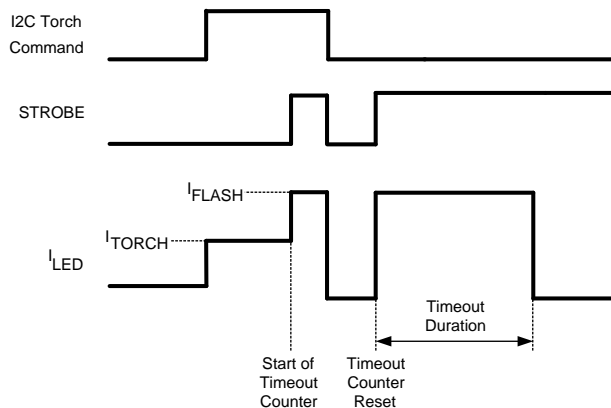 I2C Torch
Command
STROBE
IFLASH
ITORCH
ILED
Timeout
Duration
Start of
Timeout
Counter
Timeout
Counter
Reset